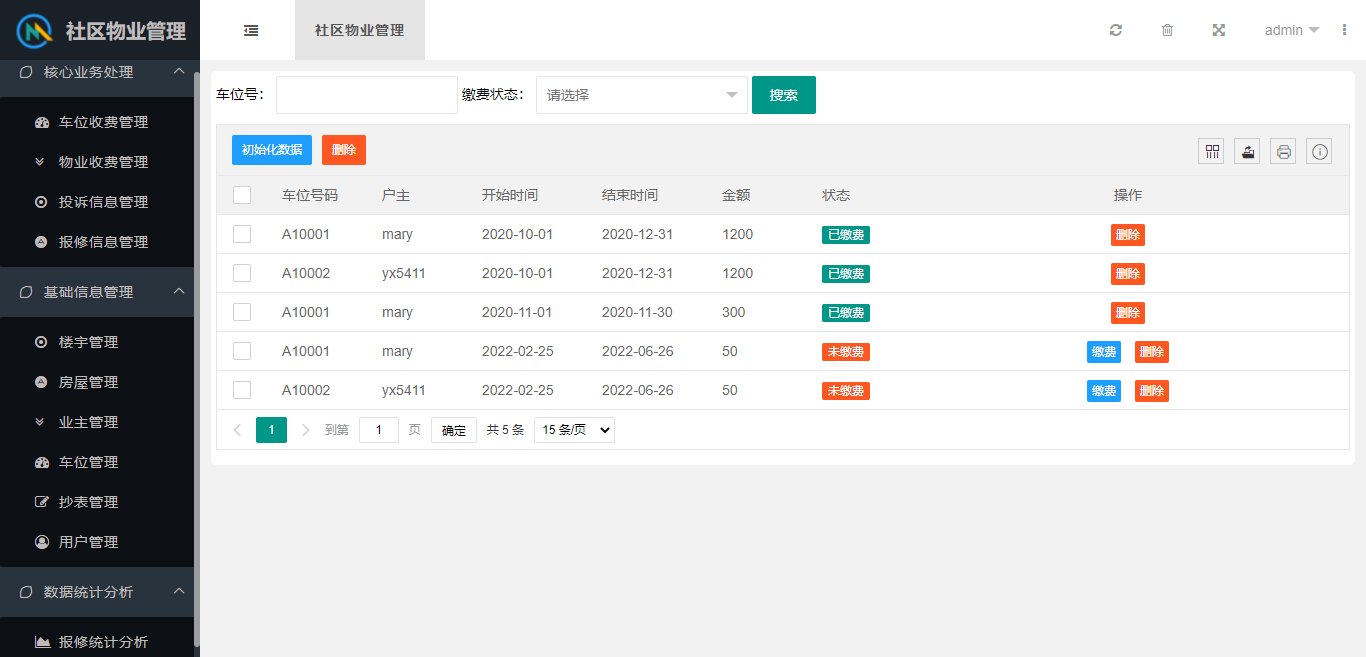 社区物业管理
核心业务处理
车位收费管理
物业收费管理
投诉信息管理
报修信息管理
基础信息管理
楼宇管理
房屋管理
业主管理
车位管理
抄表管理
用户管理
数据统计分析
报修统计分析
社区物业管理 admin
车位号： 缴费状态： 请选择 搜索
初始化数据 删除
车位号码 户主 开始时间 结束时间 金额 状态 操作
A10001 mary 2020-10-01 2020-12-31 1200 已缴费 删除
A10002 yx5411 2020-10-01 2020-12-31 1200 已缴费 删除
A10001 mary 2020-11-01 2020-11-30 300 已缴费 删除
A10001 mary 2022-02-25 2022-06-26 50 未缴费 缴费 删除
A10002 yx5411 2022-02-25 2022-06-26 50 未缴费 缴费 删除
1 到第 1 页 确定 共 5 条 15 条/页